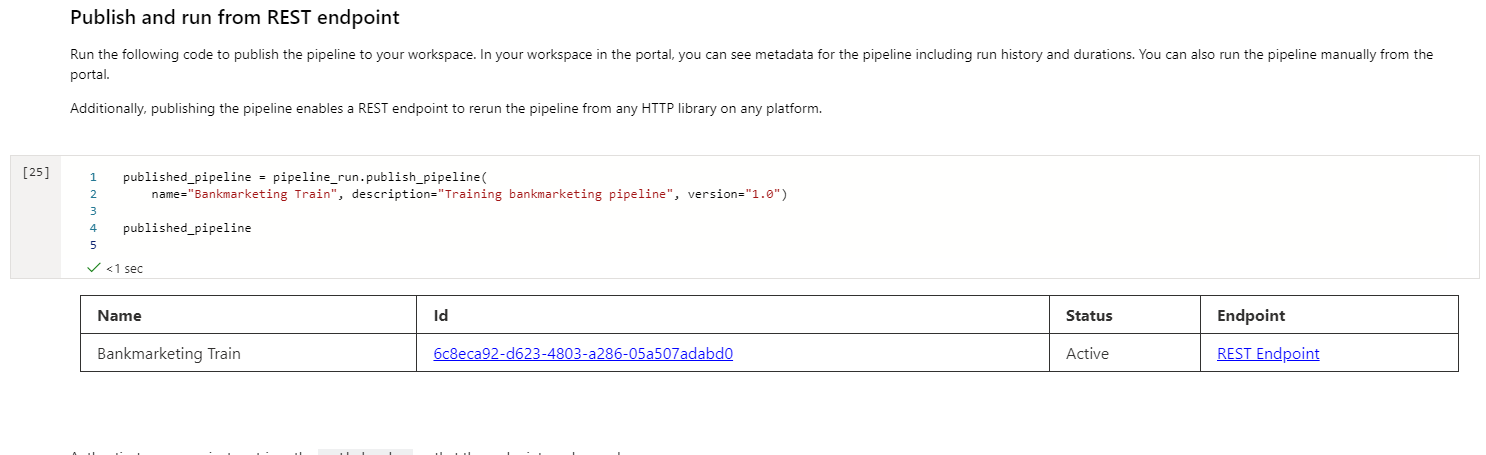 Publish and run from REST endpoint
Run the following code to publish the pipeline to your workspace. In your workspace in the portal, you can see metadata for the pipeline including run history and durations. You can also run the pipeline manually from the
portal.
Additionally, publishing the pipeline enables a REST endpoint to rerun the pipeline from any HTTP library on any platform.
[25]
1 published_pipeline = pipeline_run.publish_pipeline(
2 name="Bankmarketing Train", description="Training bankmarketing pipeline", version="1.0")
3
4 published_pipeline
5
<1 sec
Name Id Status Endpoint
Bankmarketing Train 6c8eca92-d623-4803-a286-05a507adabd0 Active REST Endpoint